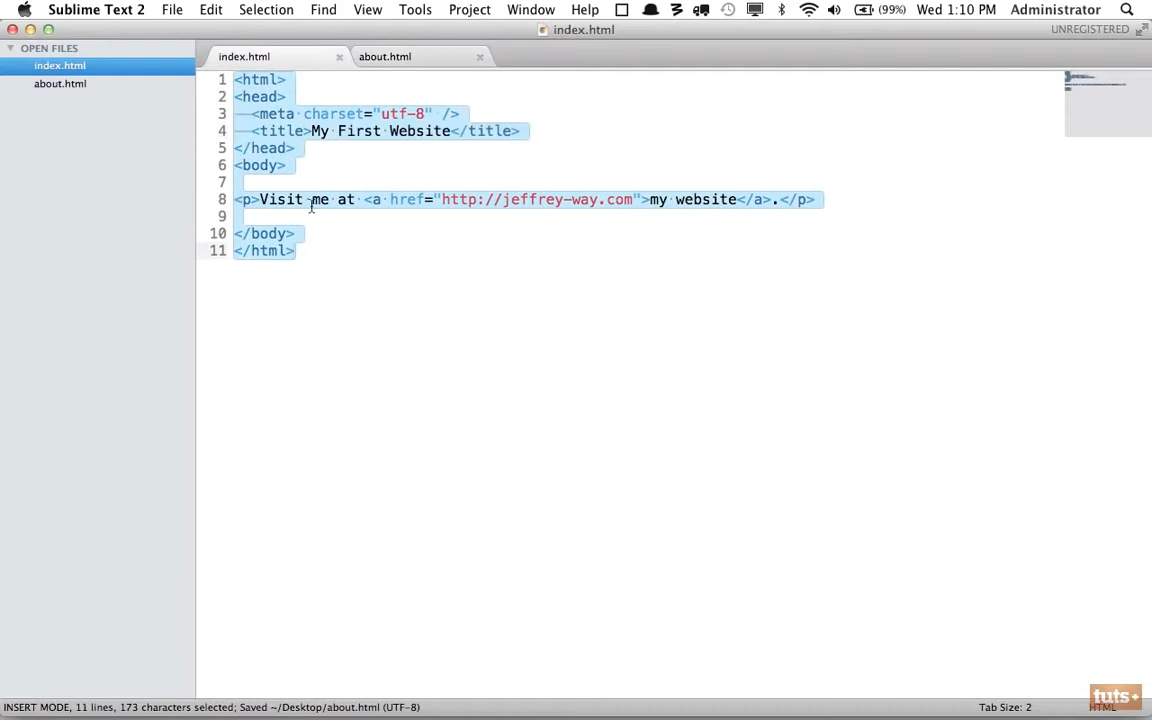 Sublime Text 2 File Edit Selection Find View Tools Project Window Help (99%) Wed 1:10 PM Administrator
index.html UNREGISTERED
OPEN FILES
index.html
about.html
index.html about.html
1 <html>
2 <head>
3 <meta charset="utf-8" />
4 <title>My First Website</title>
5 </head>
6 <body>
7
8 <p>Visit me at <a href="http://jeffrey-way.com">my website</a>.</p>
9
10 </body>
11 </html>
INSERT MODE, 11 lines, 173 characters selected; Saved ~/Desktop/about.html (UTF-8) Tab Size: 2 HTML
tuts+